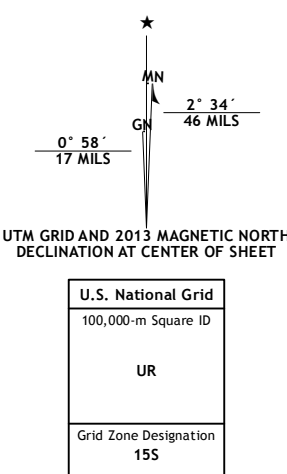 ★
MN
2° 34´
46 MILS
GN
0° 58´
17 MILS
UTM GRID AND 2013 MAGNETIC NORTH
DECLINATION AT CENTER OF SHEET
U.S. National Grid
100,000-m Square ID
UR
Grid Zone Designation
15S